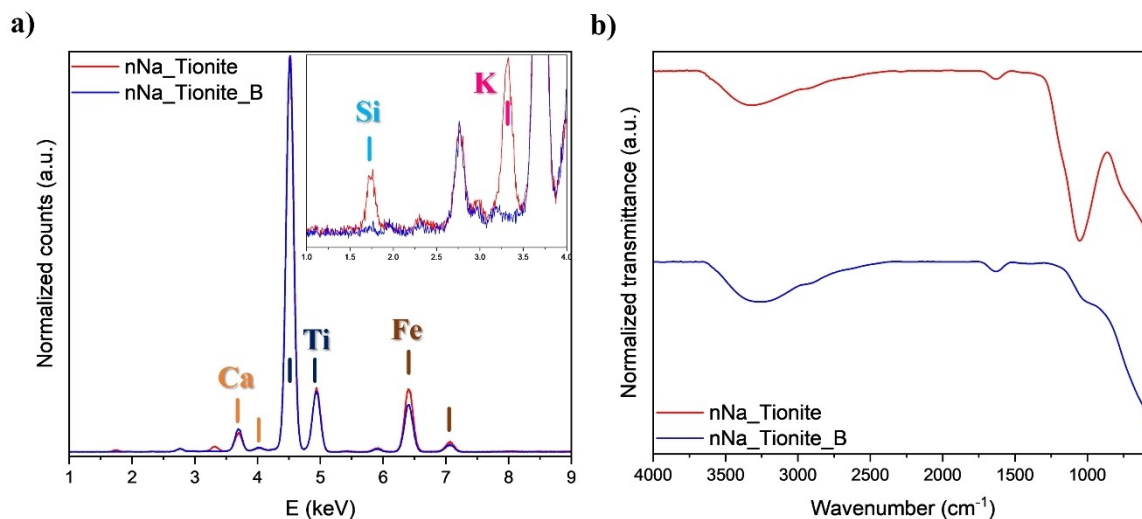 a)
nNa_Tionite
nNa_Tionite_B
Si
K
1.0 1.5 2.0 2.5 3.0 3.5 4.0
Ca
Ti
Fe
Normalized counts (a.u.)
1 2 3 4 5 6 7 8 9
E (keV)
b)
Normalized transmittance (a.u.)
nNa_Tionite
nNa_Tionite_B
4000 3500 3000 2500 2000 1500 1000
Wavenumber (cm⁻¹)